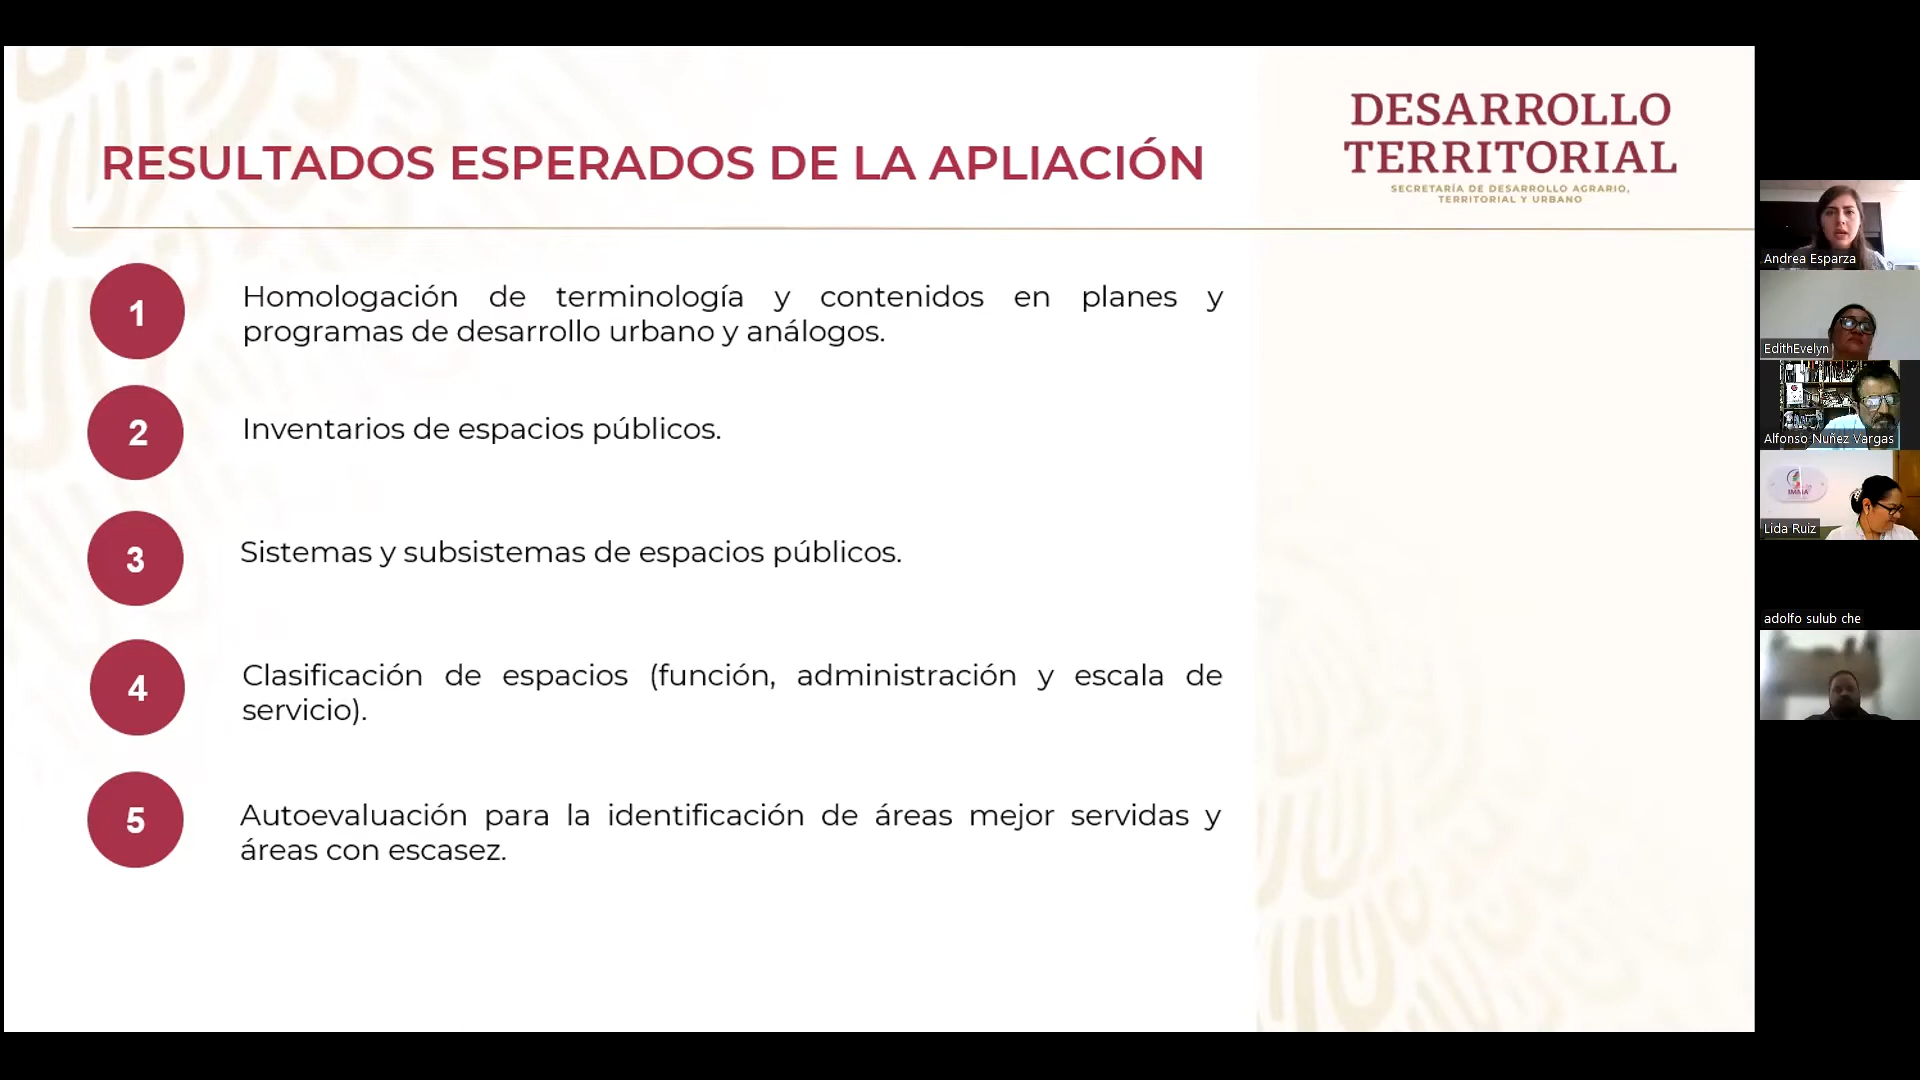 RESULTADOS ESPERADOS DE LA APLIACIÓN
DESARROLLO
TERRITORIAL
SECRETARÍA DE DESARROLLO AGRARIO,
TERRITORIAL Y URBANO
1
Homologación de terminología y contenidos en planes y
programas de desarrollo urbano y análogos.
2
Inventarios de espacios públicos.
3
Sistemas y subsistemas de espacios públicos.
4
Clasificación de espacios (función, administración y escala de
servicio).
5
Autoevaluación para la identificación de áreas mejor servidas y
áreas con escasez.
Andrea Esparza
EdithEvelyn
Alfonso Nuñez Vargas
Lida Ruiz
adolfo sulub che